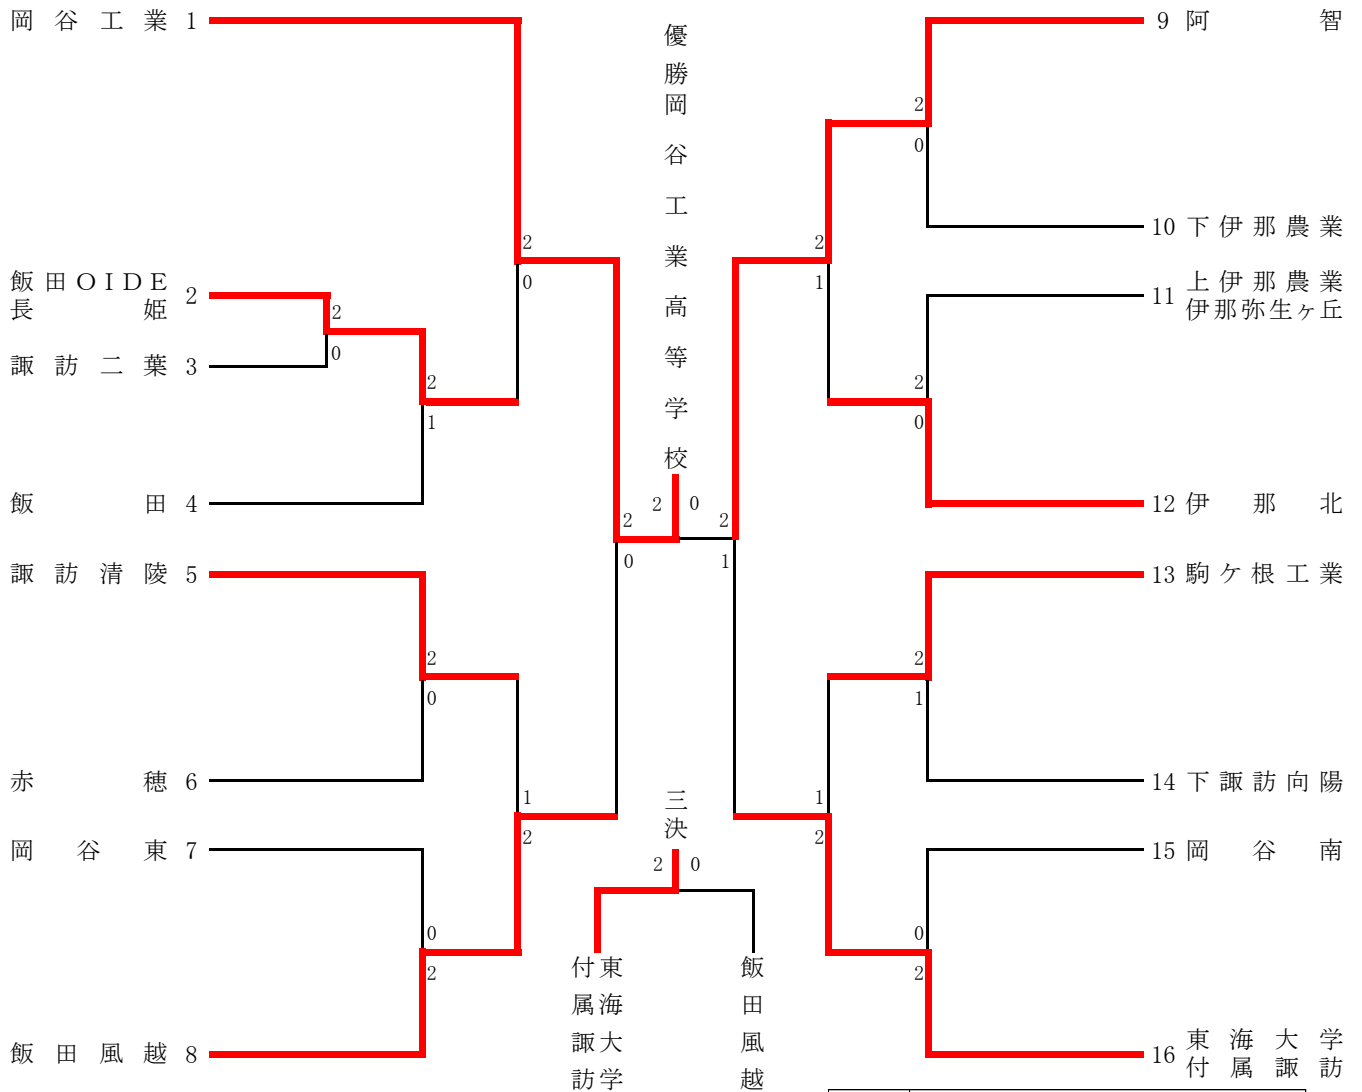 岡谷工業 1
飯田OIDE
長姫 2
諏訪二葉 3
飯田 4
諏訪清陵 5
赤穂 6
岡谷東 7
飯田風越 8
2
0
2
1
2
0
2
0
0
2
1
2
2
0
優勝岡谷工業高等学校
2 0
三決
2 0
東海大学
付属諏訪
飯田風越
2
1
2
1
1
2
2
0
2
0
2
1
0
2
9 阿智
10 下伊那農業
11 上伊那農業
伊那弥生ヶ丘
12 伊那北
13 駒ケ根工業
14 下諏訪向陽
15 岡谷南
16 東海大学
付属諏訪